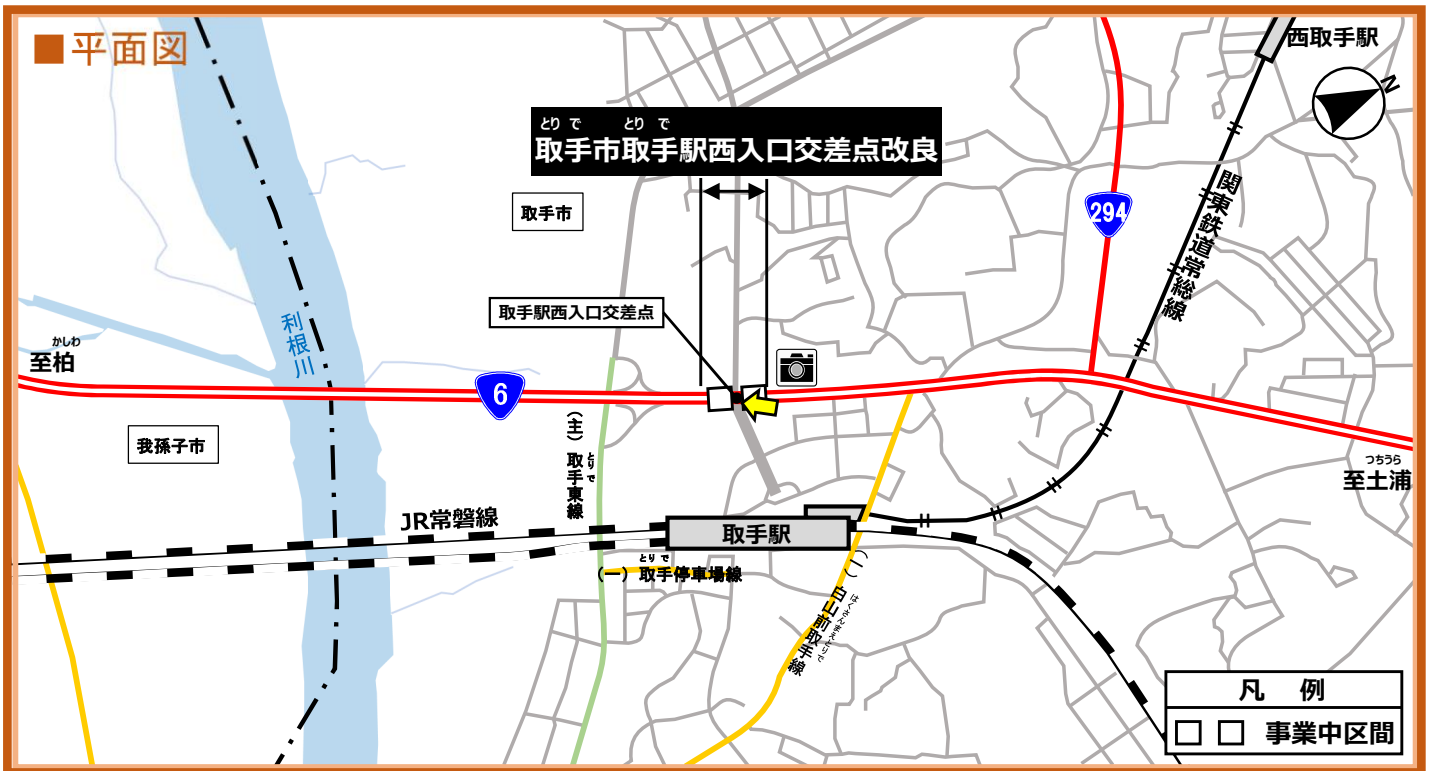 ■平面図
西取手駅
N
とりで とりで
取手市取手駅西入口交差点改良
取手市
294
関東鉄道常総線
取手駅西入口交差点
利根川
かしわ
至柏
6
我孫子市
(主)取手東線
とりで
つちうら
至土浦
JR常磐線
取手駅
とりで
(一)取手停車場線
(一)白山前取手線
はくさんまえとりで
凡 例
事業中区間